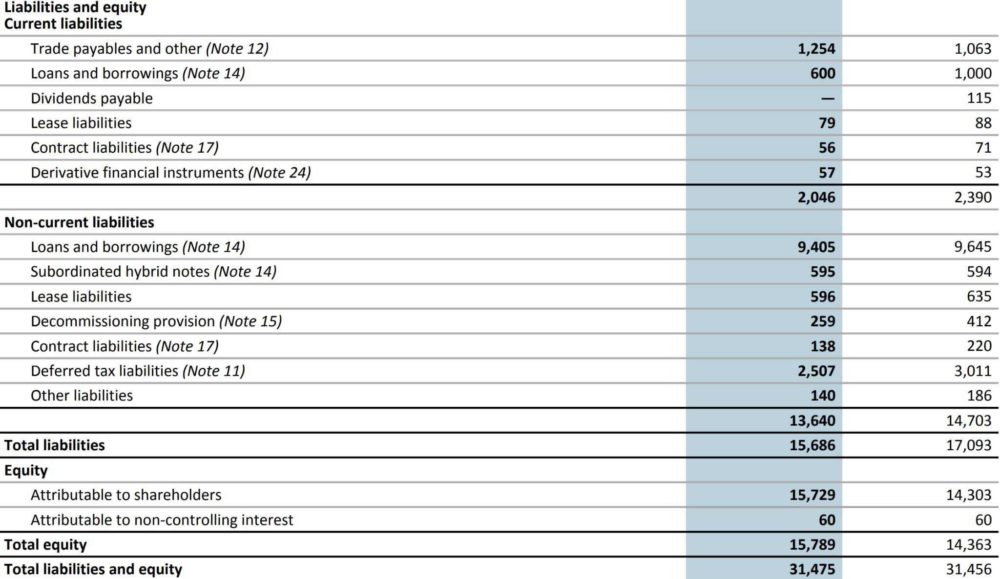 Liabilities and equity
Current liabilities
Trade payables and other (Note 12) 1,254 1,063
Loans and borrowings (Note 14) 600 1,000
Dividends payable — 115
Lease liabilities 79 88
Contract liabilities (Note 17) 56 71
Derivative financial instruments (Note 24) 57 53
2,046 2,390
Non-current liabilities
Loans and borrowings (Note 14) 9,405 9,645
Subordinated hybrid notes (Note 14) 595 594
Lease liabilities 596 635
Decommissioning provision (Note 15) 259 412
Contract liabilities (Note 17) 138 220
Deferred tax liabilities (Note 11) 2,507 3,011
Other liabilities 140 186
13,640 14,703
Total liabilities 15,686 17,093
Equity
Attributable to shareholders 15,729 14,303
Attributable to non-controlling interest 60 60
Total equity 15,789 14,363
Total liabilities and equity 31,475 31,456